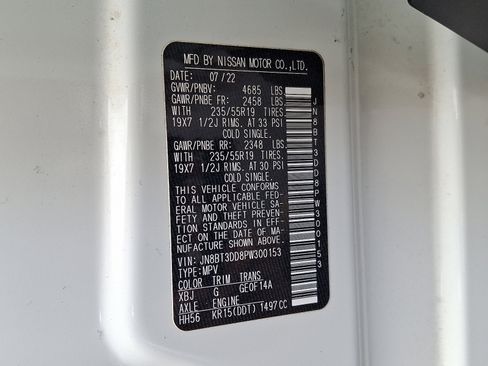 MFD BY NISSAN MOTOR CO.,LTD.
DATE: 07/22
GVWR/PNBV: 4685 LBS.
GAWR/PNBE FR: 2458 LBS.
WITH 235/55R19 TIRES.
19X7 1/2J RIMS. AT 33 PSI
COLD SINGLE.
GAWR/PNBE RR: 2348 LBS.
WITH 235/55R19 TIRES.
19X7 1/2J RIMS. AT 30 PSI
COLD SINGLE.
THIS VEHICLE CONFORMS
TO ALL APPLICABLE FED-
ERAL MOTOR VEHICLE SA-
FETY AND THEFT PREVEN-
TION STANDARDS IN EFF-
ECT ON THE DATE OF MA-
NUFACTURE SHOWN ABOVE.
VIN: JN8BT3DD8PW300153
TYPE:MPV
COLOR TRIM TRANS
XBJ G GE0F14A
AXLE ENGINE
HH56 KR15(DDT) 1497CC
JN8BT3DD8PW300153